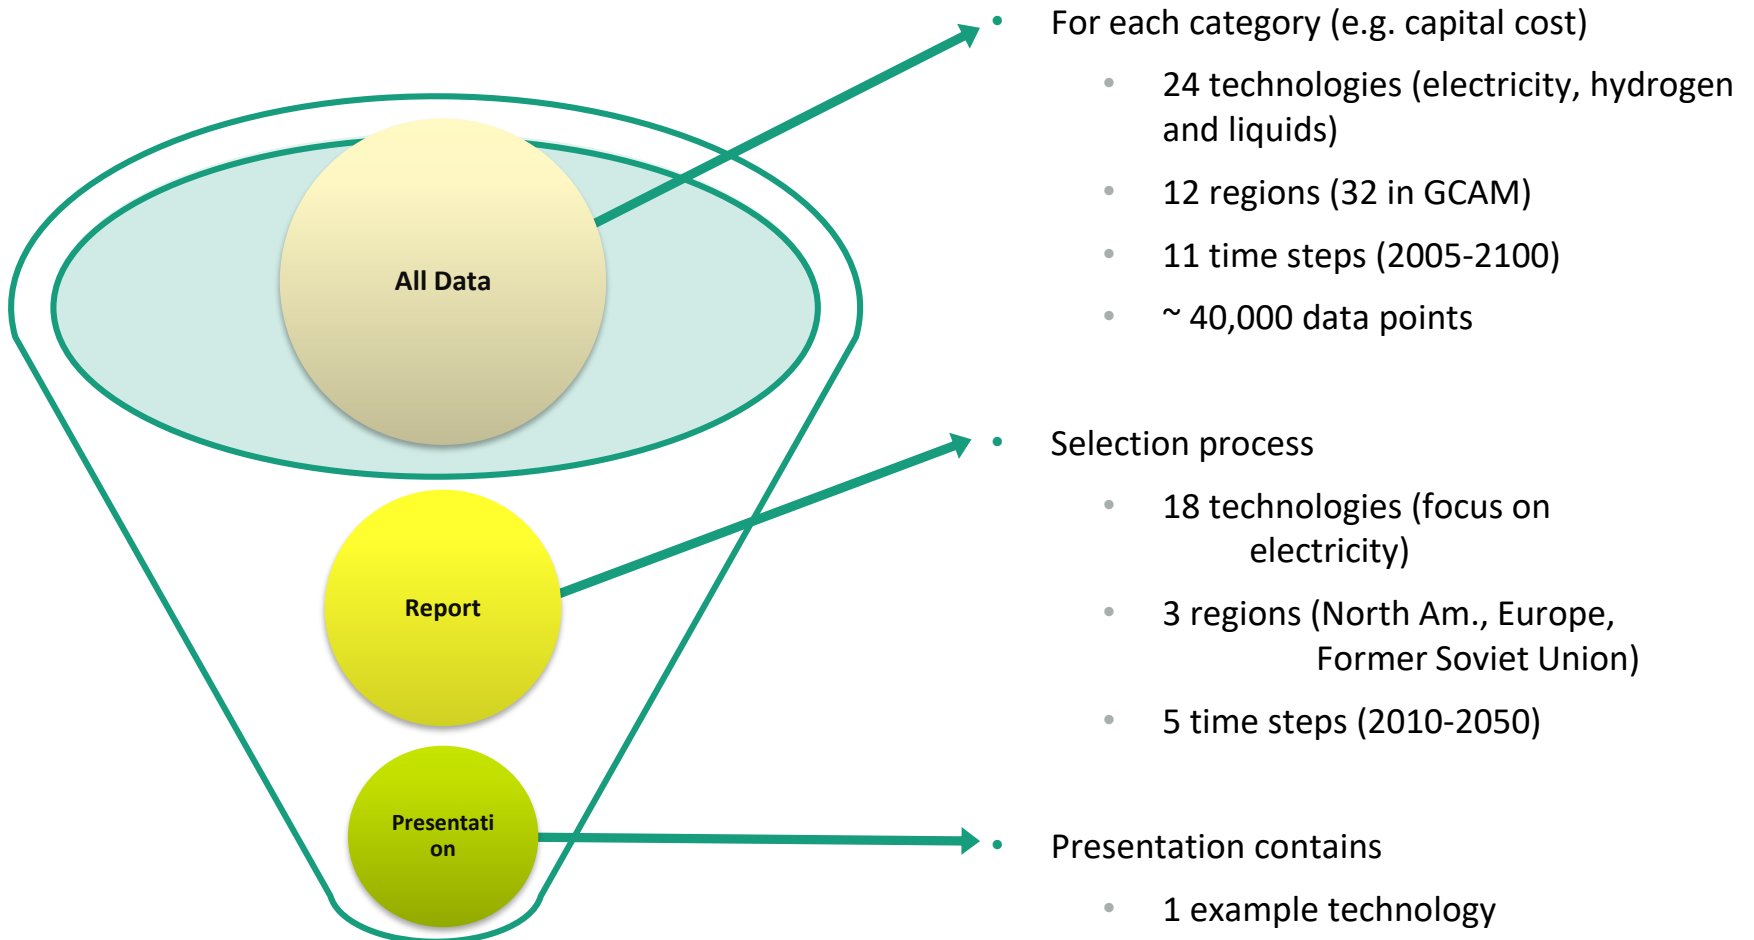 All Data
Report
Presentati
on
• For each category (e.g. capital cost)
• 24 technologies (electricity, hydrogen
and liquids)
• 12 regions (32 in GCAM)
• 11 time steps (2005-2100)
• ~ 40,000 data points
• Selection process
• 18 technologies (focus on
electricity)
• 3 regions (North Am., Europe,
Former Soviet Union)
• 5 time steps (2010-2050)
• Presentation contains
• 1 example technology